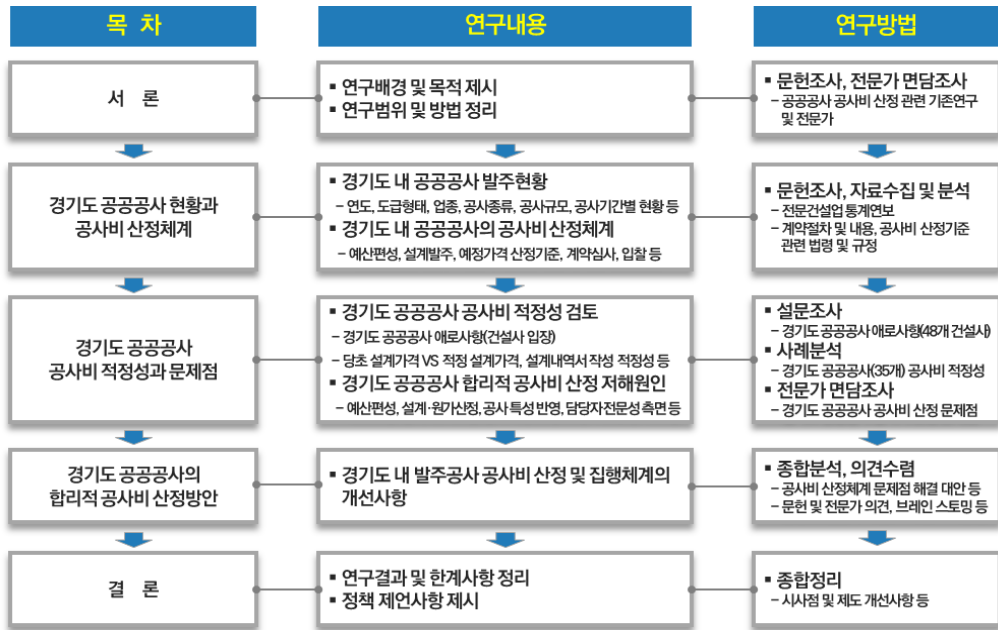 목 차
연구내용
연구방법
서 론
▪ 연구배경 및 목적 제시
▪ 연구범위 및 방법 정리
▪ 문헌조사, 전문가 면담조사
– 공공공사 공사비 산정 관련 기존연구
및 전문가
경기도 공공공사 현황과
공사비 산정체계
▪ 경기도 내 공공공사 발주현황
– 연도, 도급형태, 업종, 공사종류, 공사규모, 공사기간별 현황 등
▪ 경기도 내 공공공사의 공사비 산정체계
– 예산편성, 설계발주, 예정가격 산정기준, 계약심사, 입찰 등
▪ 문헌조사, 자료수집 및 분석
– 전문건설업 통계연보
– 계약절차 및 내용, 공사비 산정기준
관련 법령 및 규정
경기도 공공공사
공사비 적정성과 문제점
▪ 경기도 공공공사 공사비 적정성 검토
– 경기도 공공공사 애로사항(건설사 입장)
– 당초 설계가격 VS 적정 설계가격, 설계내역서 작성 적정성 등
▪ 경기도 공공공사 합리적 공사비 산정 저해원인
– 예산편성, 설계·원가산정, 공사 특성 반영, 담당자 전문성 측면 등
▪ 설문조사
– 경기도 공공공사 애로사항(48개 건설사)
▪ 사례분석
– 경기도 공공공사(35개) 공사비 적정성
▪ 전문가 면담조사
– 경기도 공공공사 공사비 산정 문제점
경기도 공공공사의
합리적 공사비 산정방안
▪ 경기도 내 발주공사 공사비 산정 및 집행체계의
개선사항
▪ 종합분석, 의견수렴
– 공사비 산정체계 문제점 해결 대안 등
– 문헌 및 전문가 의견, 브레인 스토밍 등
결 론
▪ 연구결과 및 한계사항 정리
▪ 정책 제언사항 제시
▪ 종합정리
– 시사점 및 제도 개선사항 등